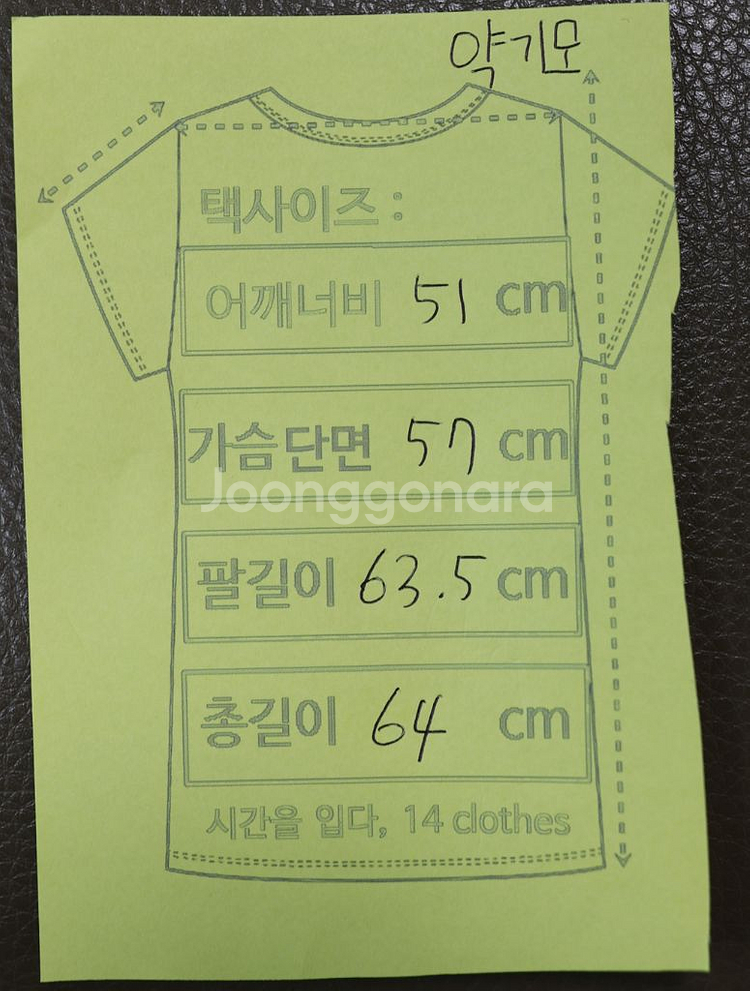 약기모
택사이즈 :
어깨너비 51 cm
가슴단면 57 cm
Joonggonara
팔길이 63.5 cm
총길이 64 cm
시간을 입다, 14 clothes